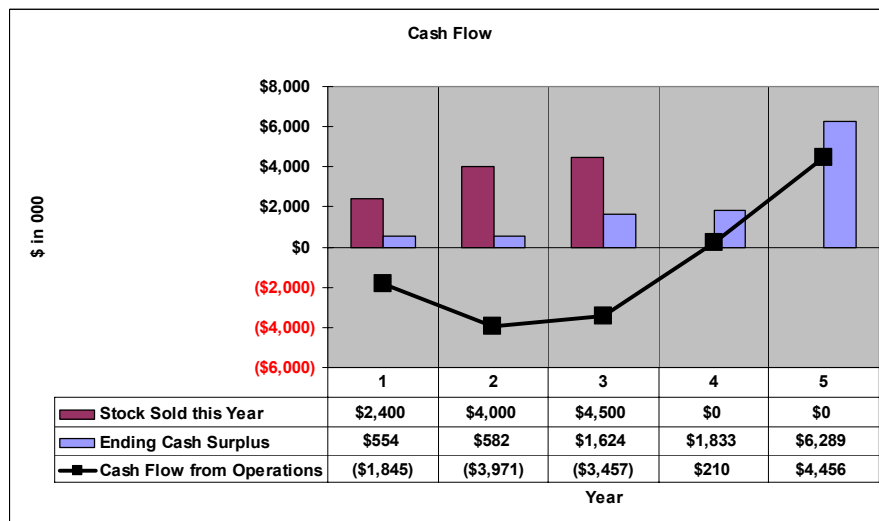 Cash Flow
$ in 000
$8,000
$6,000
$4,000
$2,000
$0
($2,000)
($4,000)
($6,000)
1 2 3 4 5
Stock Sold this Year $2,400 $4,000 $4,500 $0 $0
Ending Cash Surplus $554 $582 $1,624 $1,833 $6,289
Cash Flow from Operations ($1,845) ($3,971) ($3,457) $210 $4,456
Year